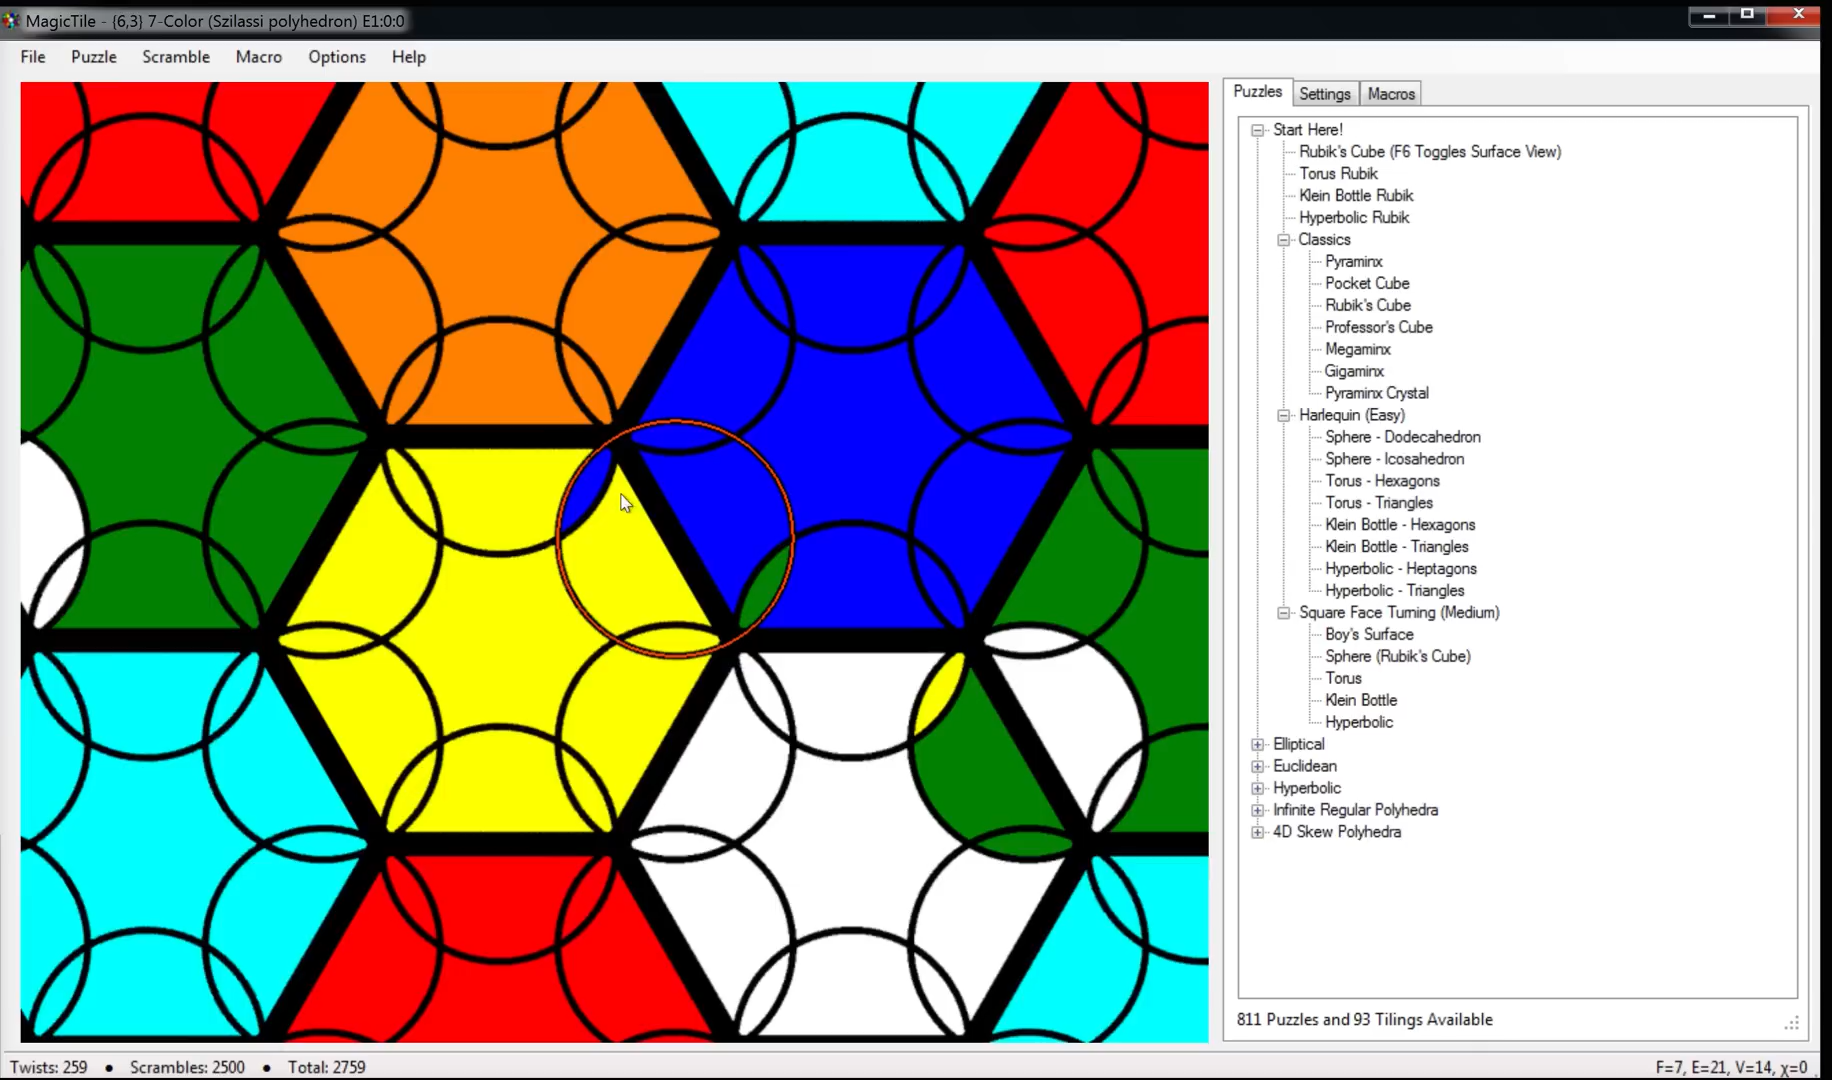 MagicTile - {6,3} 7-Color (Szilassi polyhedron) E1:0:0
File Puzzle Scramble Macro Options Help
Puzzles Settings Macros
Start Here!
Rubik's Cube (F6 Toggles Surface View)
Torus Rubik
Klein Bottle Rubik
Hyperbolic Rubik
Classics
Pyraminx
Pocket Cube
Rubik's Cube
Professor's Cube
Megaminx
Gigaminx
Pyraminx Crystal
Harlequin (Easy)
Sphere - Dodecahedron
Sphere - Icosahedron
Torus - Hexagons
Torus - Triangles
Klein Bottle - Hexagons
Klein Bottle - Triangles
Hyperbolic - Heptagons
Hyperbolic - Triangles
Square Face Turning (Medium)
Boy's Surface
Sphere (Rubik's Cube)
Torus
Klein Bottle
Hyperbolic
Elliptical
Euclidean
Hyperbolic
Infinite Regular Polyhedra
4D Skew Polyhedra
811 Puzzles and 93 Tilings Available
Twists: 259 • Scrambles: 2500 • Total: 2759
F=7, E=21, V=14, χ=0